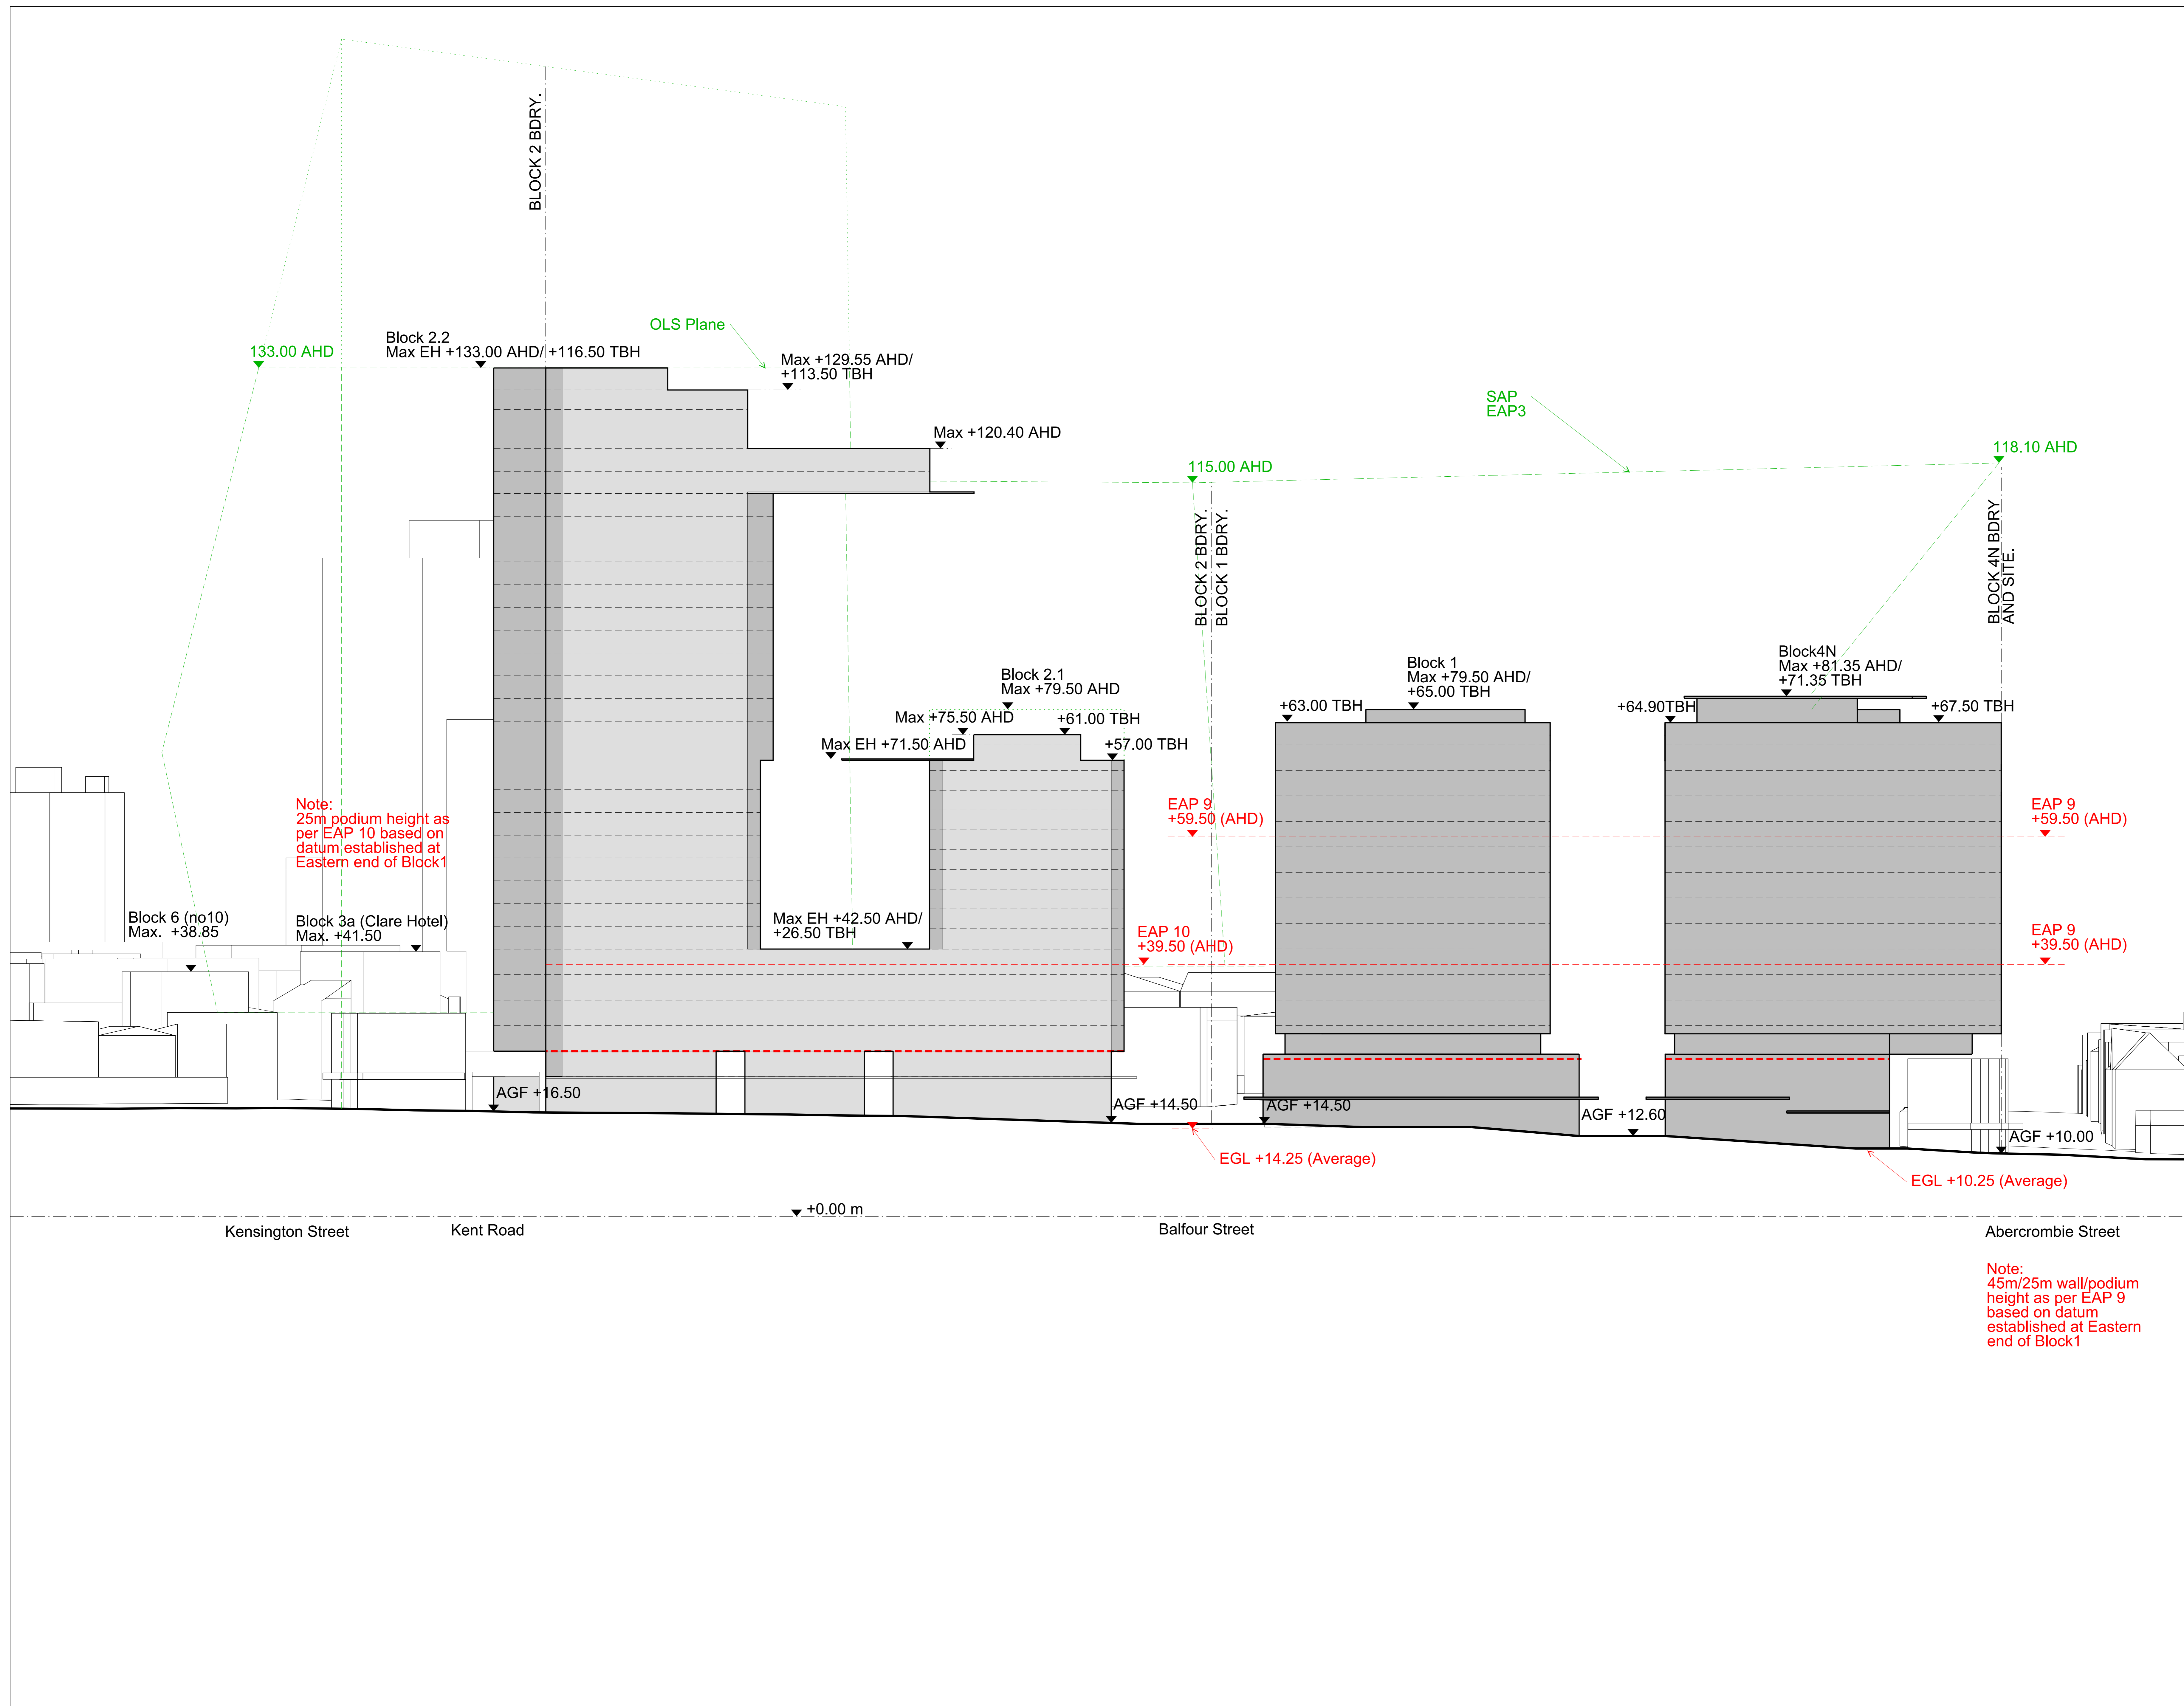 BLOCK 2 BDRY.
OLS Plane
Block 2.2
Max EH +133.00 AHD/ +116.50 TBH
133.00 AHD
Max +129.55 AHD/
+113.50 TBH
SAP
EAP3
Max +120.40 AHD
118.10 AHD
115.00 AHD
BLOCK 2 BDRY.
BLOCK 1 BDRY.
BLOCK 4N BDRY
AND SITE.
Block 2.1
Max +79.50 AHD
Block 1
Max +79.50 AHD/
+65.00 TBH
Block4N
Max +81.35 AHD/
+71.35 TBH
Max +75.50 AHD
+61.00 TBH
+63.00 TBH
+64.90TBH
+67.50 TBH
Max EH +71.50 AHD
+57.00 TBH
Note:
25m podium height as
per EAP 10 based on
datum established at
Eastern end of Block1
EAP 9
+59.50 (AHD)
EAP 9
+59.50 (AHD)
Block 6 (no10)
Max. +38.85
Block 3a (Clare Hotel)
Max. +41.50
Max EH +42.50 AHD/
+26.50 TBH
EAP 10
+39.50 (AHD)
EAP 9
+39.50 (AHD)
AGF +16.50
AGF +14.50
AGF +14.50
AGF +12.60
AGF +10.00
EGL +14.25 (Average)
EGL +10.25 (Average)
+0.00 m
Kensington Street
Kent Road
Balfour Street
Abercrombie Street
Note:
45m/25m wall/podium
height as per EAP 9
based on datum
established at Eastern
end of Block1